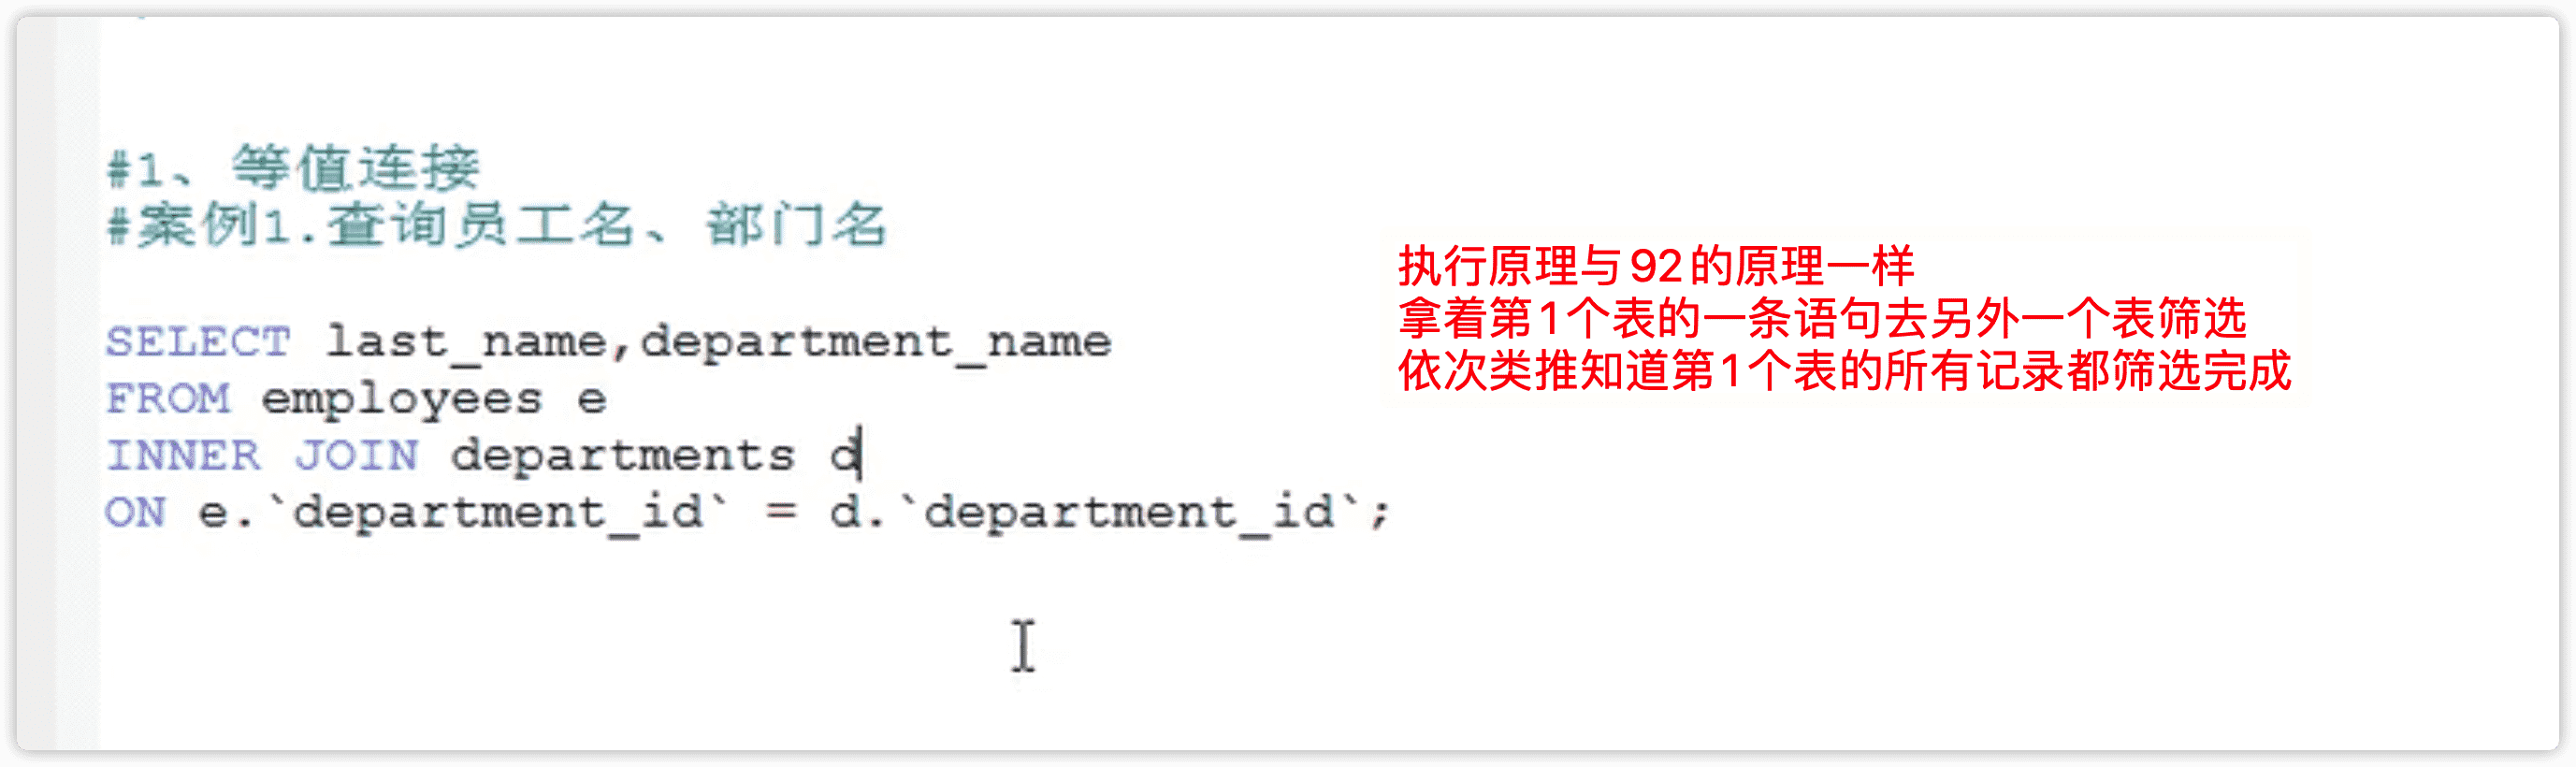 #1、等值连接
#案例1.查询员工名、部门名
SELECT last_name,department_name
FROM employees e
INNER JOIN departments d
ON e.`department_id` = d.`department_id`;
执行原理与92的原理一样
拿着第1个表的一条语句去另外一个表筛选
依次类推知道第1个表的所有记录都筛选完成